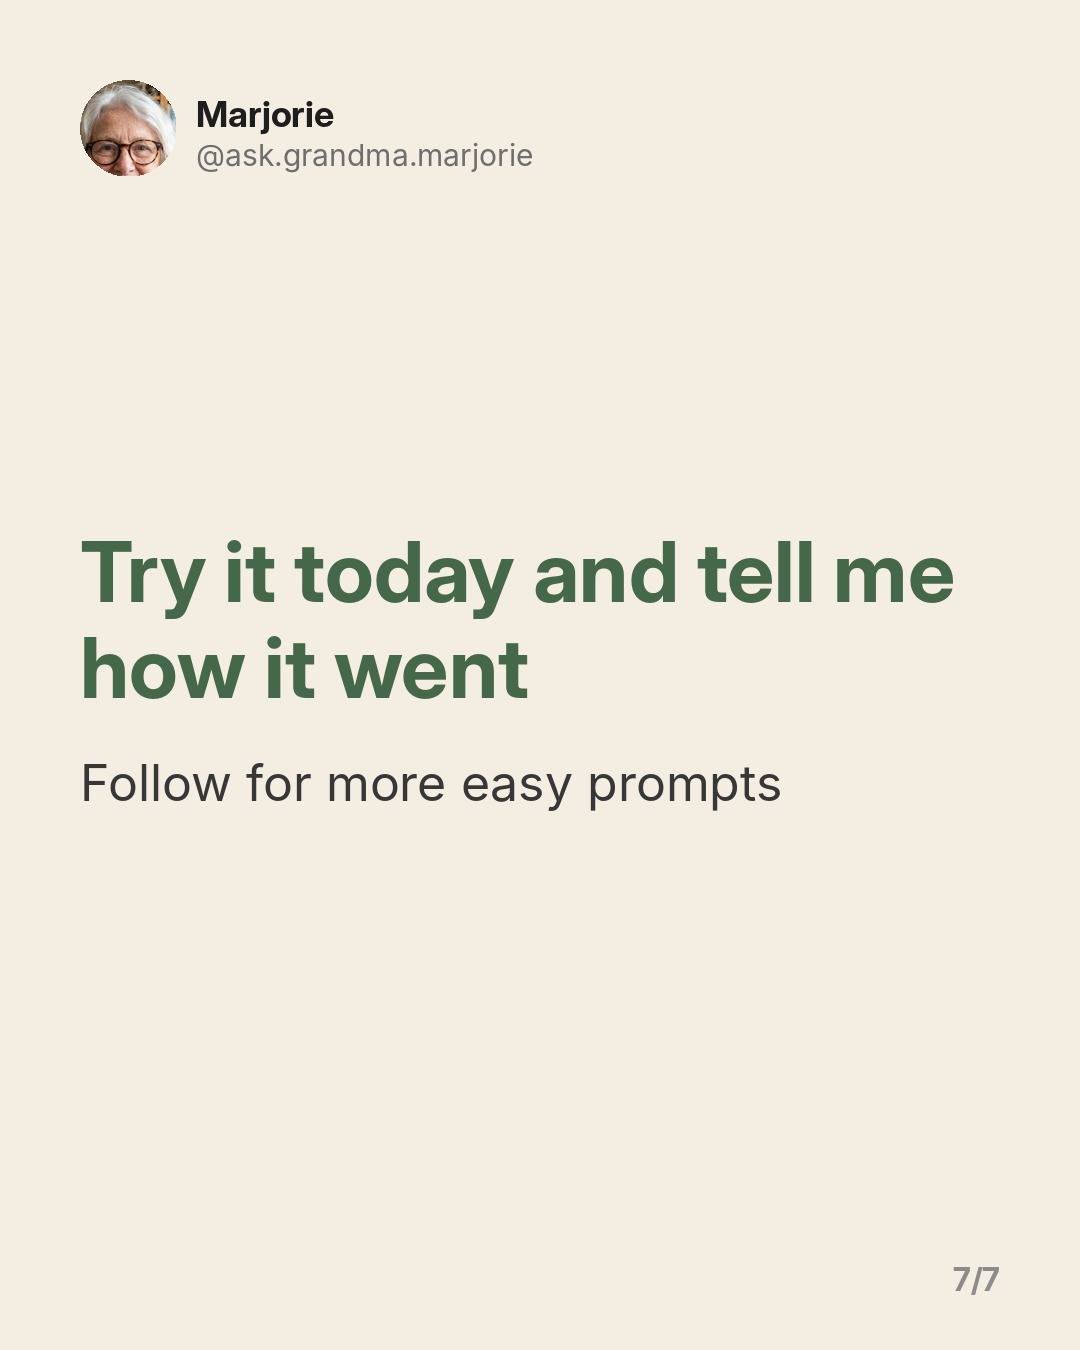 Marjorie
@ask.grandma.marjorie
Try it today and tell me
how it went
Follow for more easy prompts
7/7